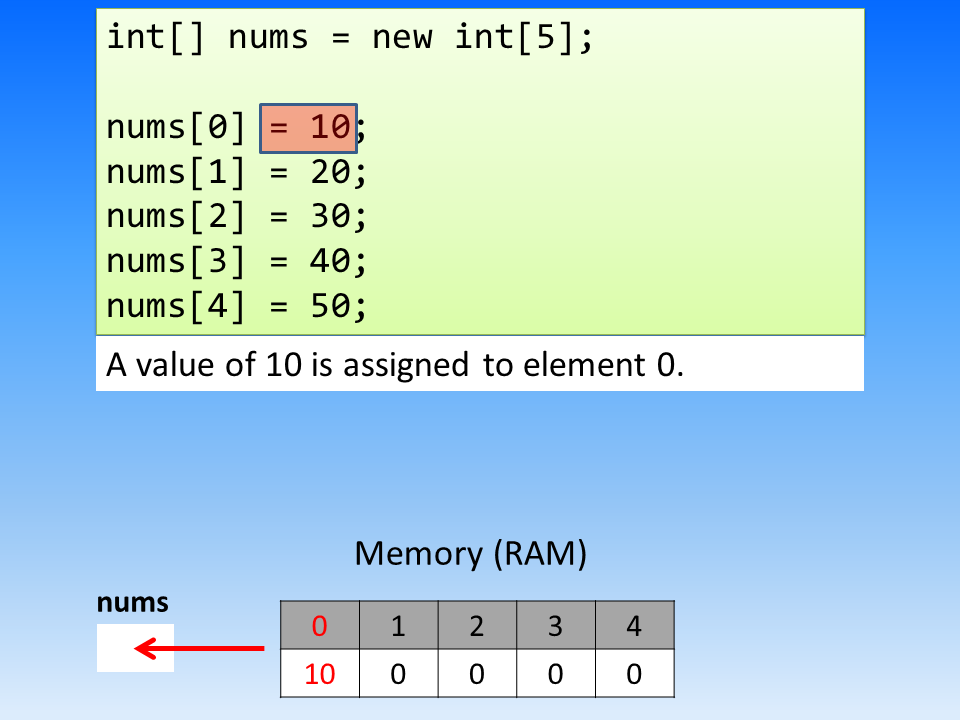 int[] nums = new int[5];
nums[0] = 10;
nums[1] = 20;
nums[2] = 30;
nums[3] = 40;
nums[4] = 50;
A value of 10 is assigned to element 0.
Memory (RAM)
nums
0 1 2 3 4
10 0 0 0 0